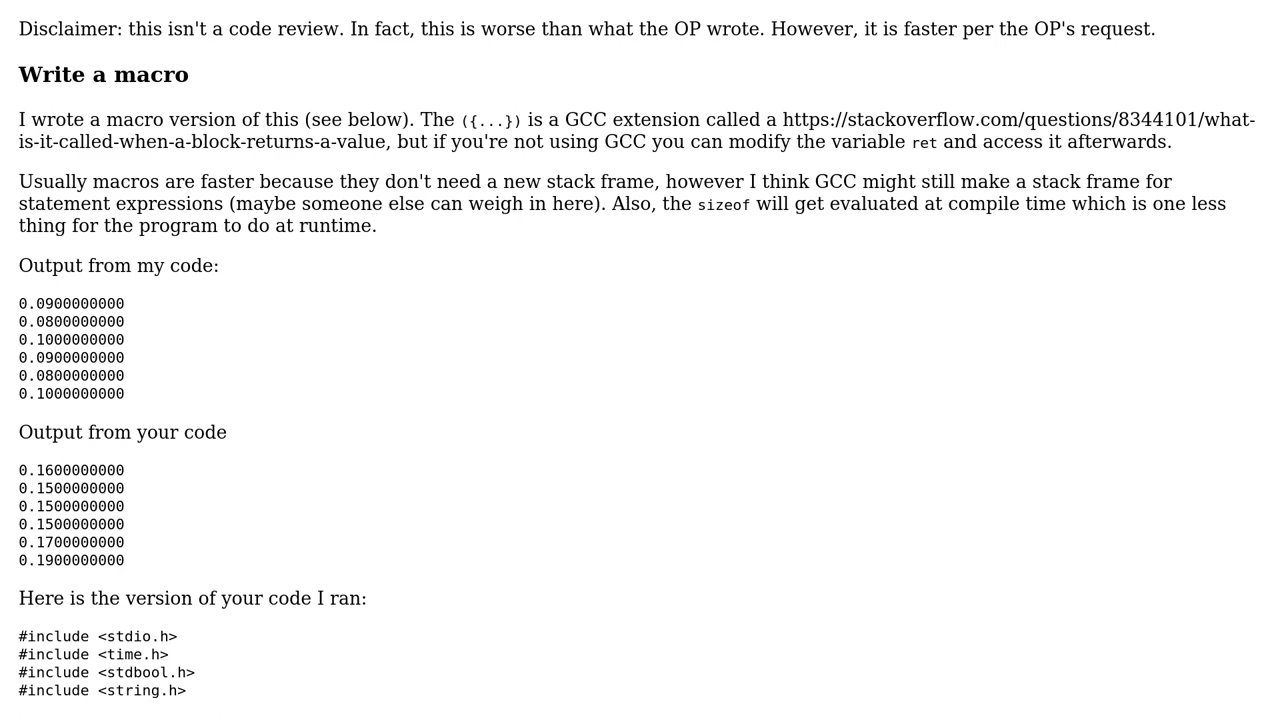 Disclaimer: this isn't a code review. In fact, this is worse than what the OP wrote. However, it is faster per the OP's request.
Write a macro
I wrote a macro version of this (see below). The ({...}) is a GCC extension called a https://stackoverflow.com/questions/8344101/what-
is-it-called-when-a-block-returns-a-value, but if you're not using GCC you can modify the variable ret and access it afterwards.
Usually macros are faster because they don't need a new stack frame, however I think GCC might still make a stack frame for
statement expressions (maybe someone else can weigh in here). Also, the sizeof will get evaluated at compile time which is one less
thing for the program to do at runtime.
Output from my code:
0.0900000000
0.0800000000
0.1000000000
0.0900000000
0.0800000000
0.1000000000
Output from your code
0.1600000000
0.1500000000
0.1500000000
0.1500000000
0.1700000000
0.1900000000
Here is the version of your code I ran:
#include <stdio.h>
#include <time.h>
#include <stdbool.h>
#include <string.h>